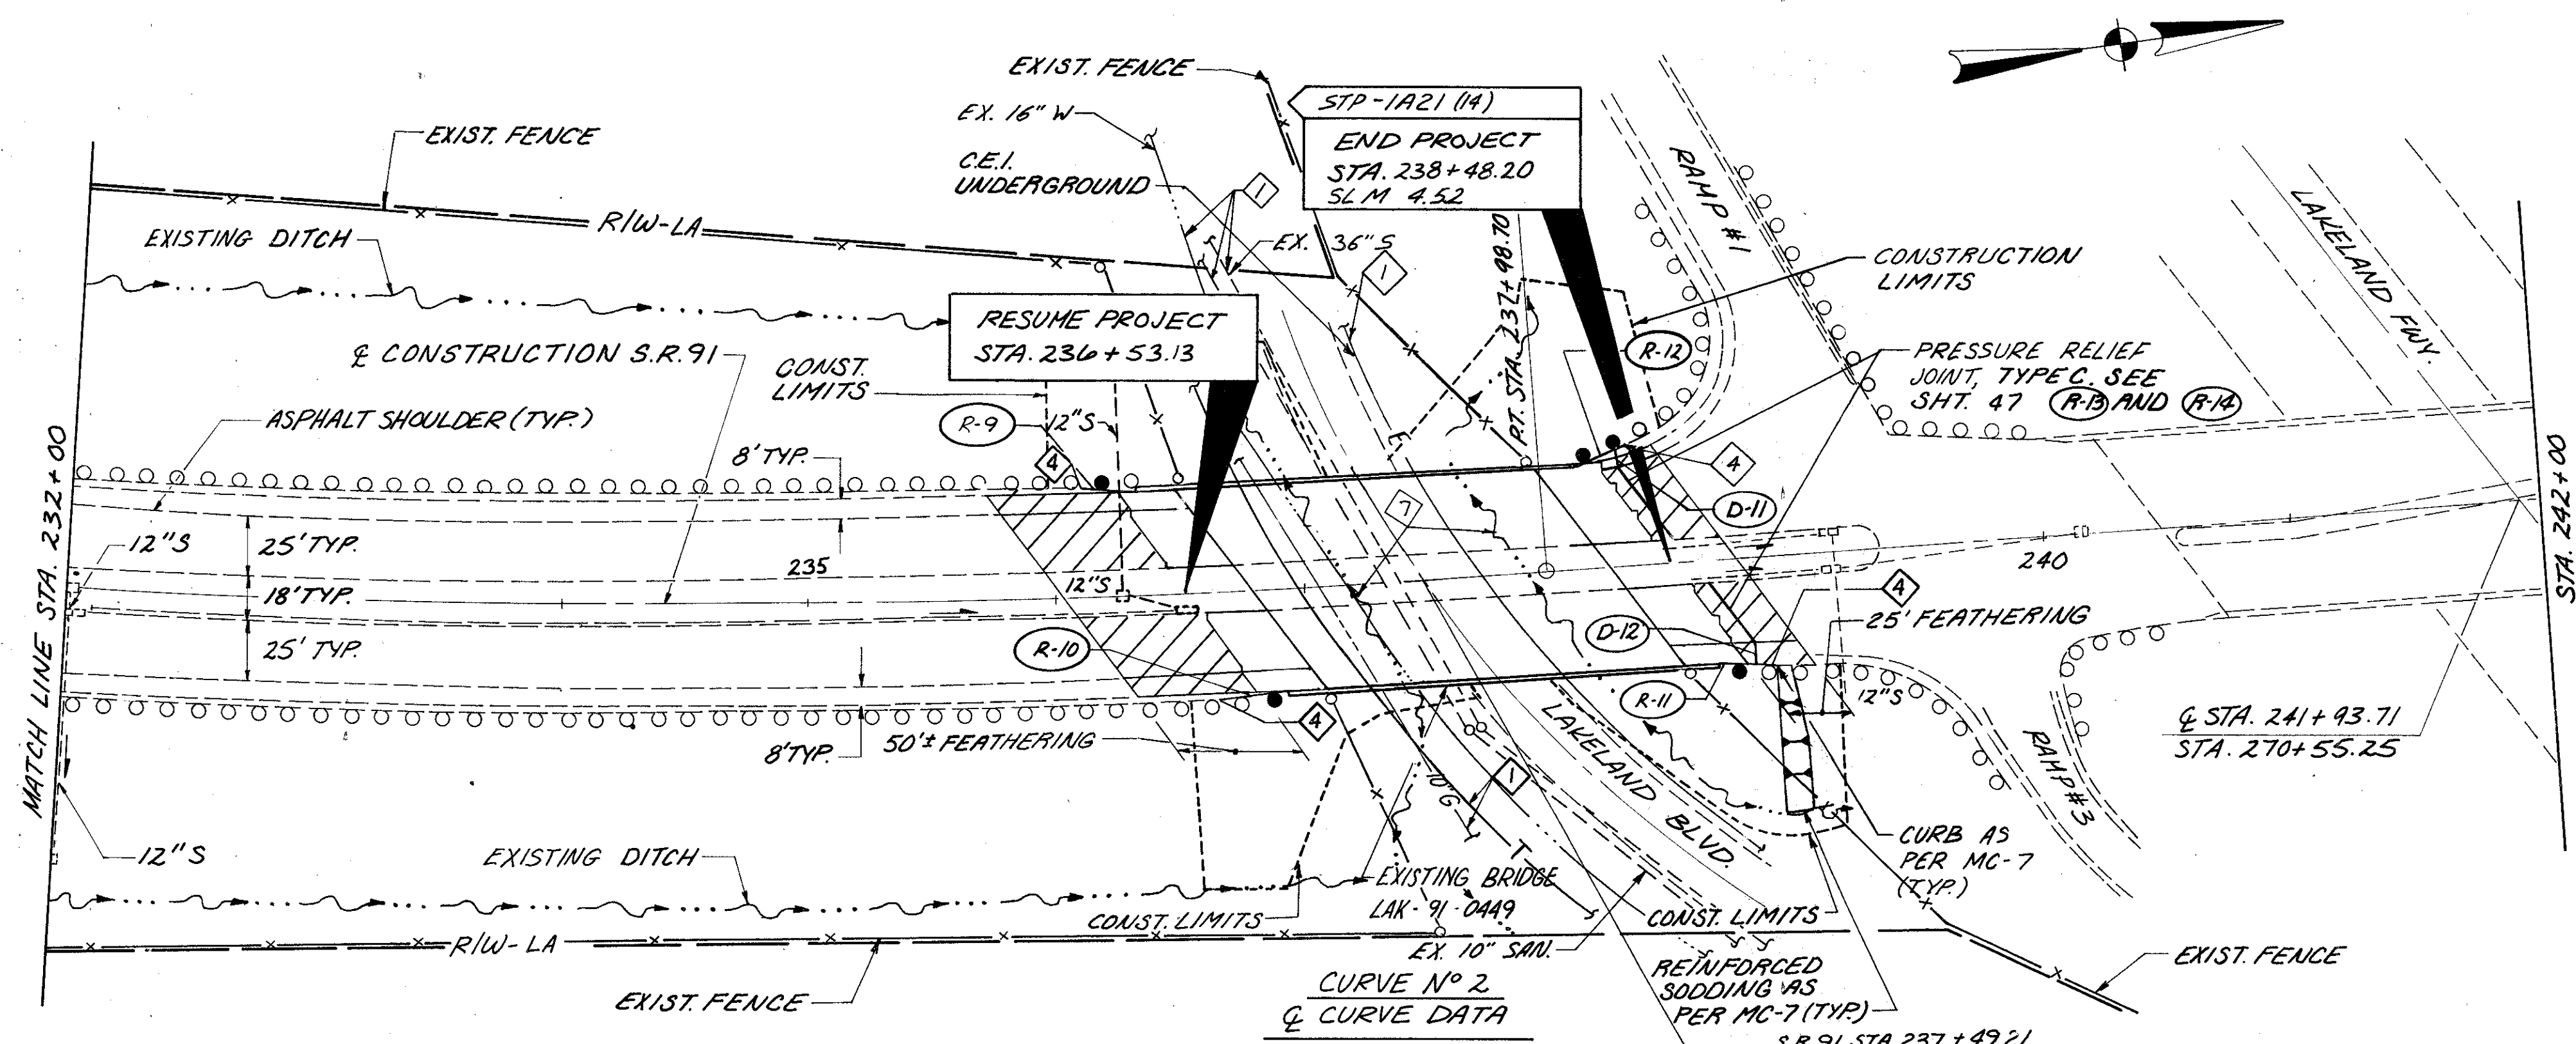 EXIST. FENCE
STP-1A21 (14)
END PROJECT
STA. 238+48.20
SLM 4.52
EX. 16" W
C.E.I.
UNDERGROUND
1
EXIST. FENCE
R/W-LA
EXISTING DITCH
EX. 36" S
1
RAMP #1
CONSTRUCTION
LIMITS
LAKELAND FWY.
P.T. STA. 237+98.70
RESUME PROJECT
STA. 236+53.13
℄ CONSTRUCTION S.R. 91
CONST.
LIMITS
R-12
PRESSURE RELIEF
JOINT, TYPE C. SEE
SHT. 47 R-13 AND R-14
ASPHALT SHOULDER (TYP.)
R-9
12"S
8' TYP.
4
4
7
D-11
MATCH LINE STA. 232+00
STA. 242+00
12"S
25' TYP.
235
240
18' TYP.
12"S
4
25' TYP.
R-10
D-12
25' FEATHERING
R-11
12"S
4
8' TYP.
50'± FEATHERING
LAKELAND BLVD.
℄ STA. 241+93.71
STA. 270+55.25
RAMP #3
10"G
1
CURB AS
PER MC-7
(TYP.)
12"S
EXISTING DITCH
EXISTING BRIDGE
LAK-91-0449
CONST. LIMITS
CONST. LIMITS
R/W-LA
EX. 10" SAN.
EXIST. FENCE
EXIST. FENCE
REINFORCED
SODDING AS
PER MC-7 (TYP.)
CURVE Nº 2
℄ CURVE DATA
S.R. 91 STA. 237+49.21